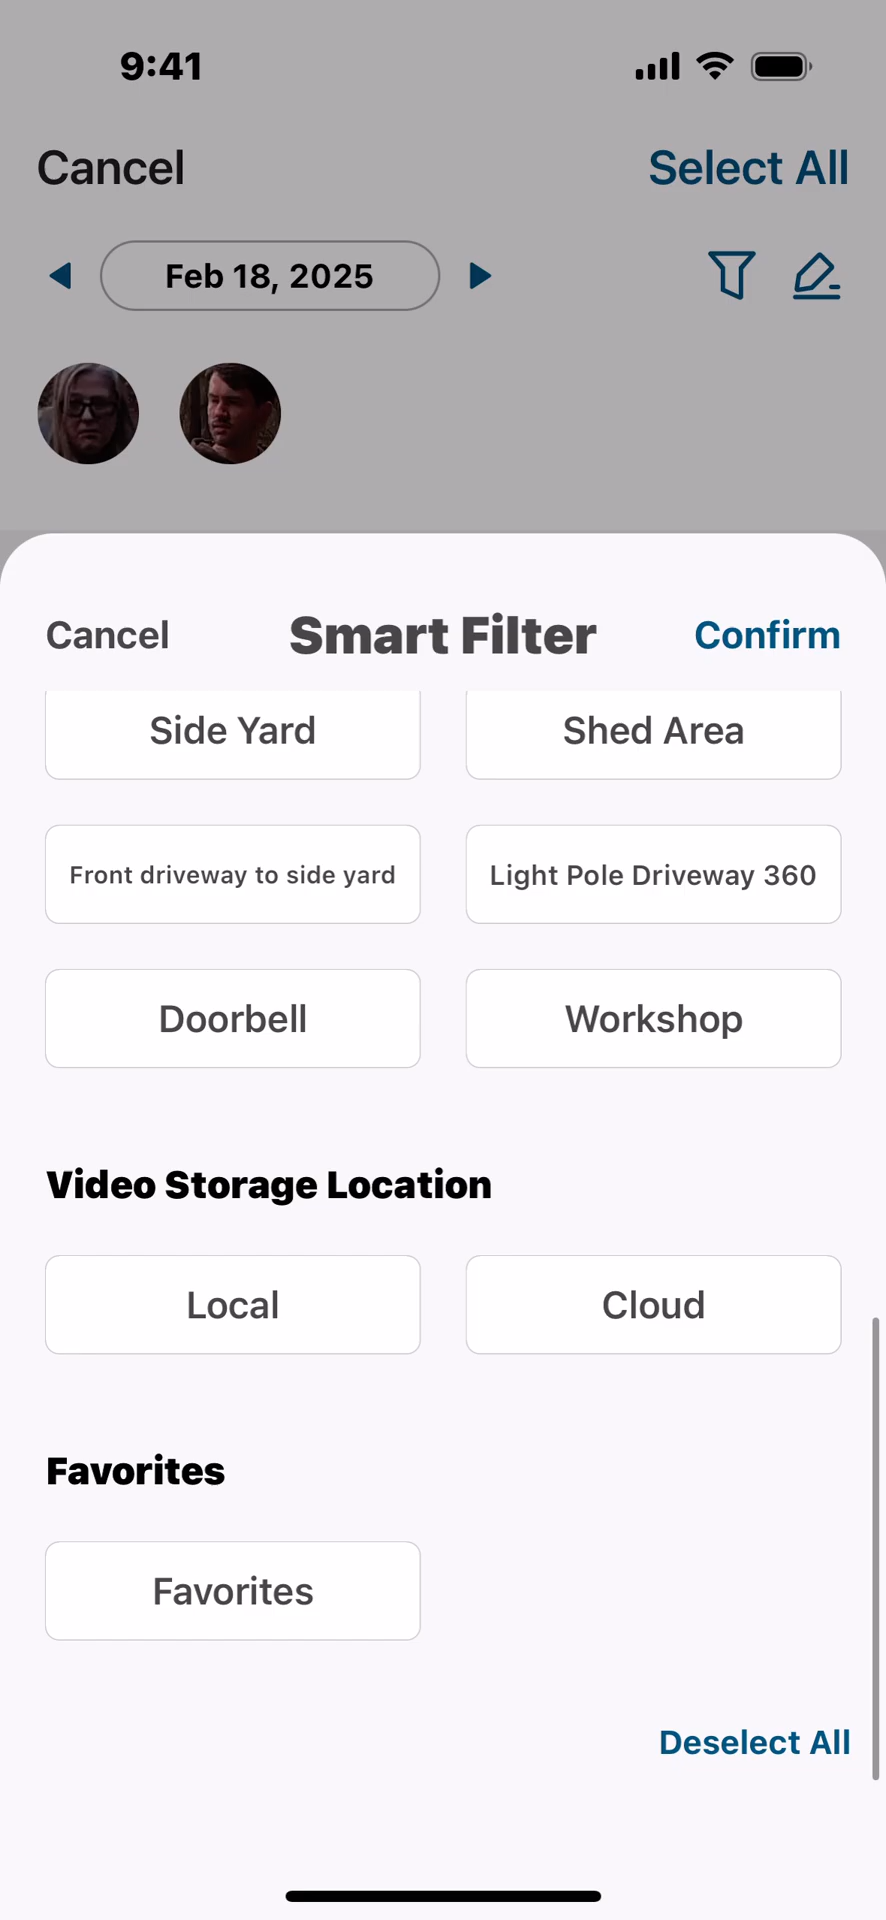 9:41
Cancel Select All
Feb 18, 2025
Cancel Smart Filter Confirm
Side Yard Shed Area
Front driveway to side yard Light Pole Driveway 360
Doorbell Workshop
Video Storage Location
Local Cloud
Favorites
Favorites
Deselect All